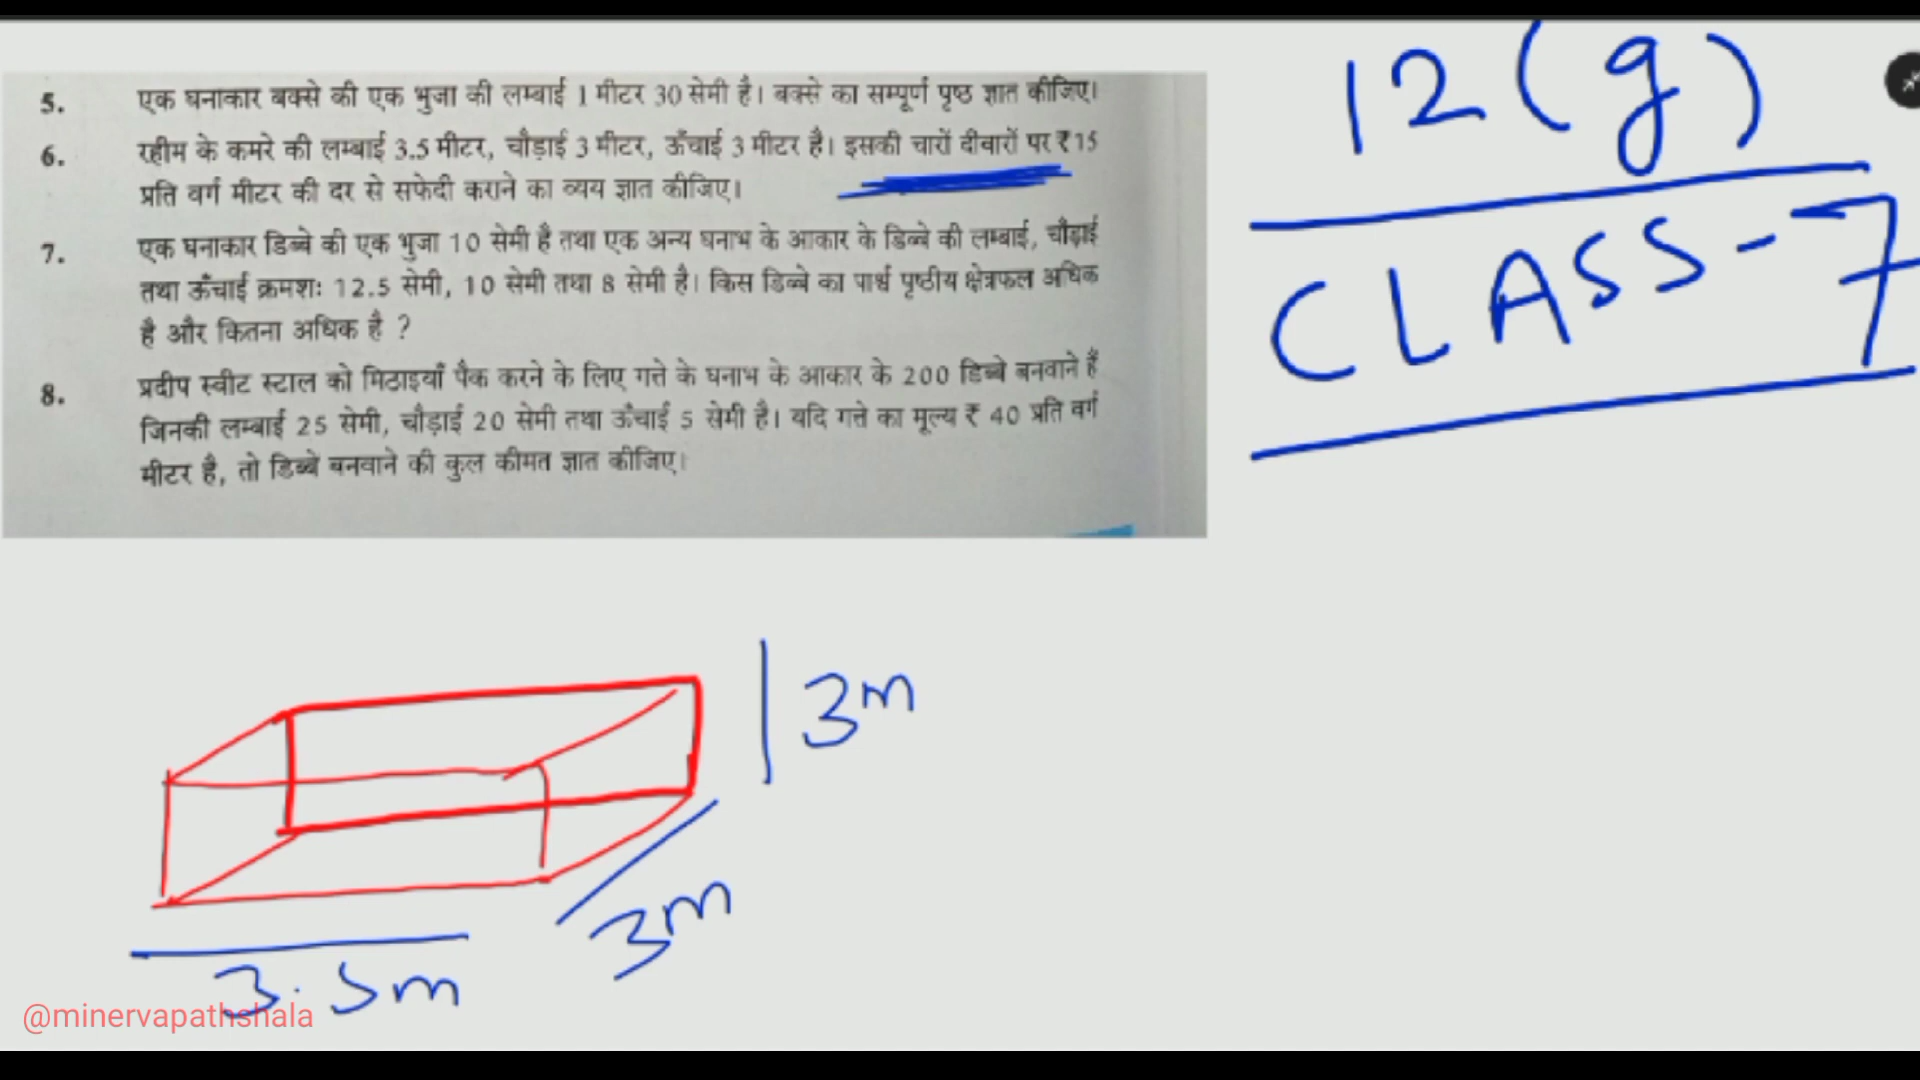 5. एक घनाकार बक्से की एक भुजा की लम्बाई 1 मीटर 30 सेमी है। बक्से का सम्पूर्ण पृष्ठ ज्ञात कीजिए।
6. रहीम के कमरे की लम्बाई 3.5 मीटर, चौड़ाई 3 मीटर, ऊँचाई 3 मीटर है। इसकी चारों दीवारों पर ₹ 15
प्रति वर्ग मीटर की दर से सफेदी कराने का व्यय ज्ञात कीजिए।
7. एक घनाकार डिब्बे की एक भुजा 10 सेमी है तथा एक अन्य घनाभ के आकार के डिब्बे की लम्बाई, चौड़ाई
तथा ऊँचाई क्रमशः 12.5 सेमी, 10 सेमी तथा 8 सेमी है। किस डिब्बे का पार्श्व पृष्ठीय क्षेत्रफल अधिक
है और कितना अधिक है ?
8. प्रदीप स्वीट स्टाल को मिठाइयाँ पैक करने के लिए गत्ते के घनाभ के आकार के 200 डिब्बे बनवाने हैं
जिनकी लम्बाई 25 सेमी, चौड़ाई 20 सेमी तथा ऊँचाई 5 सेमी है। यदि गत्ते का मूल्य ₹ 40 प्रति वर्ग
मीटर है, तो डिब्बे बनवाने की कुल कीमत ज्ञात कीजिए।
12(g)
CLASS-7
3m
3m
3.5m
@minervapathshala